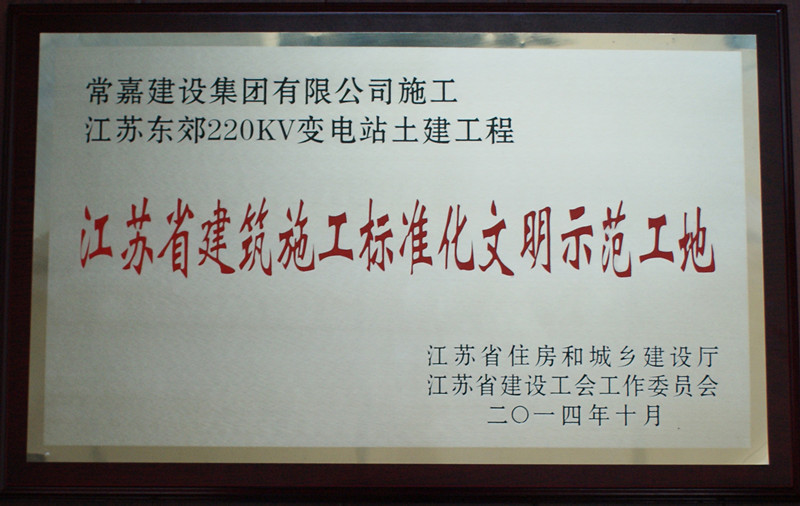 常嘉建设集团有限公司施工
江苏东郊220KV变电站土建工程
江苏省建筑施工标准化文明示范工地
江苏省住房和城乡建设厅
江苏省建设工会工作委员会
二〇一四年十月